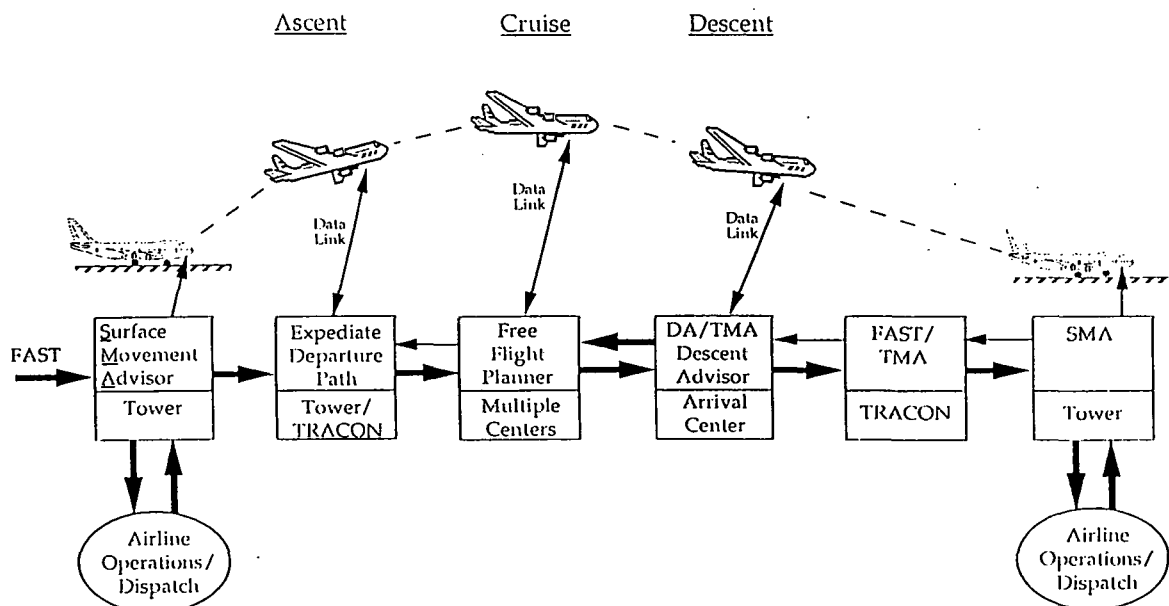 Ascent
Cruise
Descent
Data
Link
Data
Link
Data
Link
FAST
Surface
Movement
Advisor
Tower
Expediate
Departure
Path
Tower/
TRACON
Free
Flight
Planner
Multiple
Centers
DA/TMA
Descent
Advisor
Arrival
Center
FAST/
TMA
TRACON
SMA
Tower
Airline
Operations/
Dispatch
Airline
Operations/
Dispatch